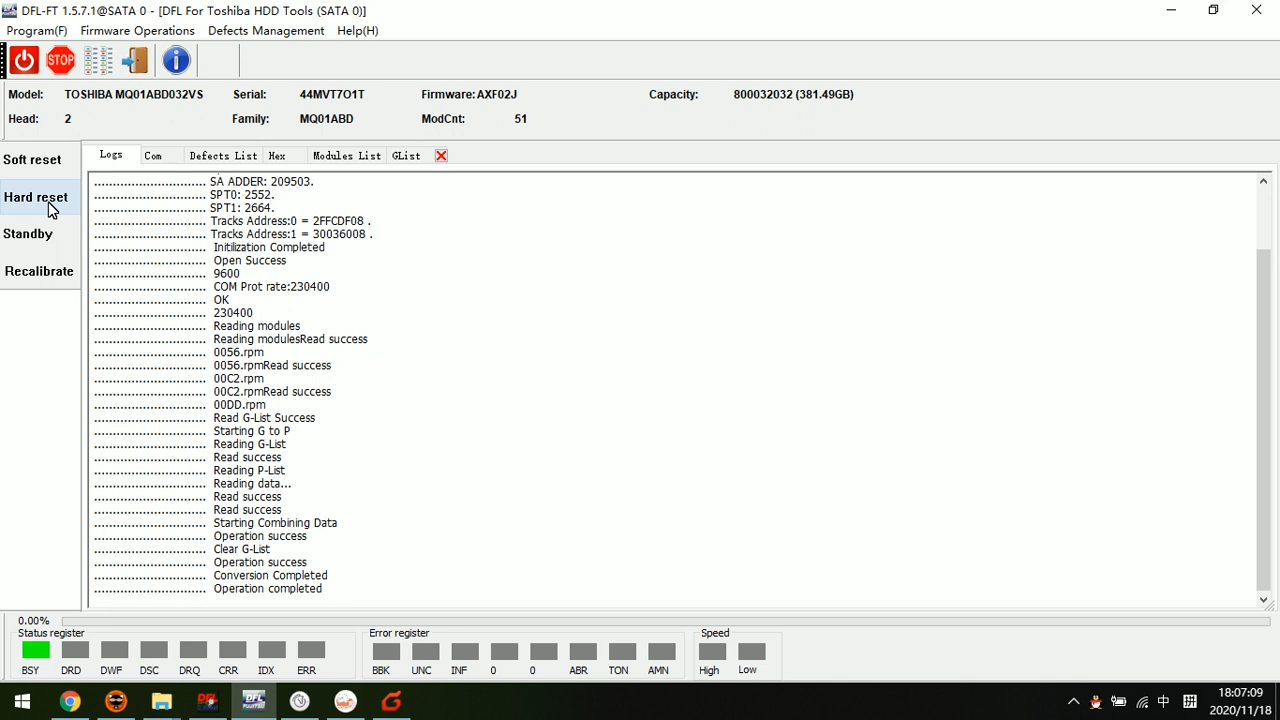 DFL-FT 1.5.7.1@SATA 0 - [DFL For Toshiba HDD Tools (SATA 0)]
Program(F) Firmware Operations Defects Management Help(H)
STOP
Model: TOSHIBA MQ01ABD032VS Serial: 44MVT7O1T Firmware: AXF02J Capacity: 800032032 (381.49GB)
Head: 2 Family: MQ01ABD ModCnt: 51
Soft reset
Hard reset
Standby
Recalibrate
Logs Com Defects List Hex Modules List GList
............................... SA ADDER: 209503.
............................... SPT0: 2552.
............................... SPT1: 2664.
............................... Tracks Address:0 = 2FFCDF08 .
............................... Tracks Address:1 = 30036008 .
............................... Initilization Completed
............................... Open Success
............................... 9600
............................... COM Prot rate:230400
............................... OK
............................... 230400
............................... Reading modules
............................... Reading modulesRead success
............................... 0056.rpm
............................... 0056.rpmRead success
............................... 00C2.rpm
............................... 00C2.rpmRead success
............................... 00DD.rpm
............................... Read G-List Success
............................... Starting G to P
............................... Reading G-List
............................... Read success
............................... Reading P-List
............................... Reading data...
............................... Read success
............................... Read success
............................... Starting Combining Data
............................... Operation success
............................... Clear G-List
............................... Operation success
............................... Conversion Completed
............................... Operation completed
0.00%
Status register Error register Speed
BSY DRD DWF DSC DRQ CRR IDX ERR BBK UNC INF 0 0 ABR TON AMN High Low
DFL
中 拼
18:07:09
2020/11/18